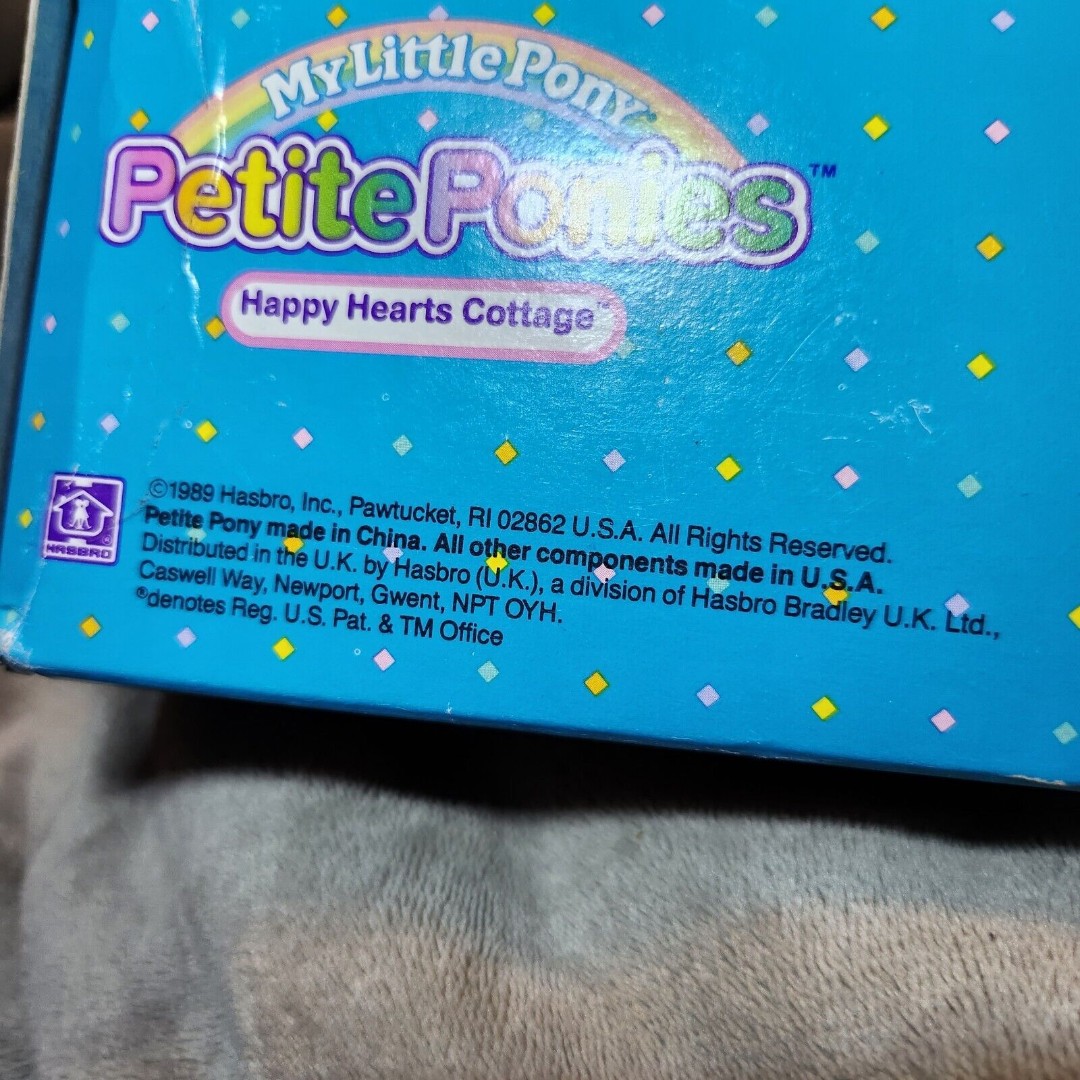 My Little Pony
Petite Ponies™
Happy Hearts Cottage™
HASBRO
©1989 Hasbro, Inc., Pawtucket, RI 02862 U.S.A. All Rights Reserved.
Petite Pony made in China. All other components made in U.S.A.
Distributed in the U.K. by Hasbro (U.K.), a division of Hasbro Bradley U.K. Ltd.,
Caswell Way, Newport, Gwent, NPT OYH.
®denotes Reg. U.S. Pat. & TM Office